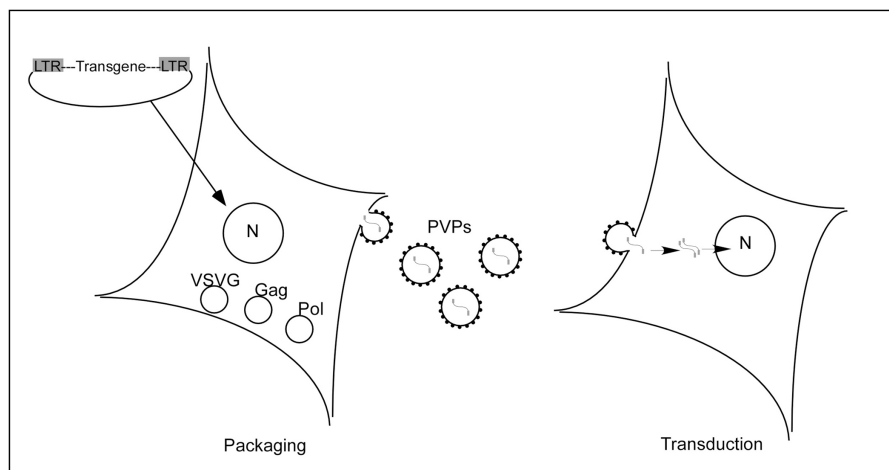 LTR---Transgene---LTR
N
VSVG
Gag
Pol
PVPs
N
Packaging
Transduction